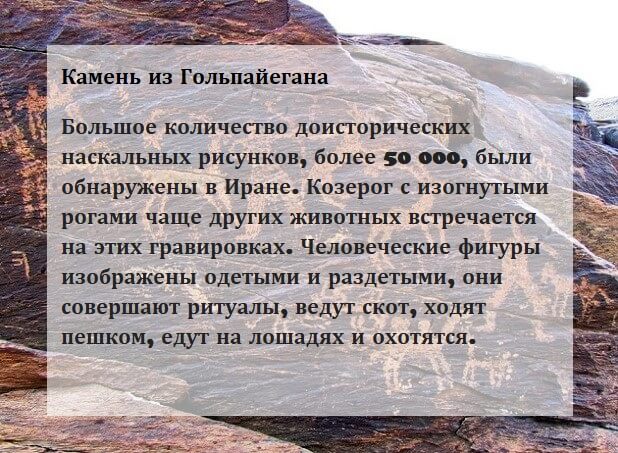 Камень из Гольпайегана
Большое количество доисторических
наскальных рисунков, более 50 000, были
обнаружены в Иране. Козерог с изогнутыми
рогами чаще других животных встречается
на этих гравировках. Человеческие фигуры
изображены одетыми и раздетыми, они
совершают ритуалы, ведут скот, ходят
пешком, едут на лошадях и охотятся.